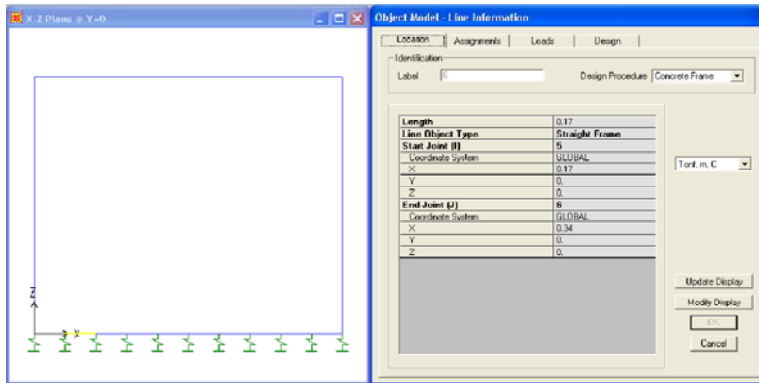 X-Z Plane @ Y=0
Z
X
Object Model - Line Information
Location
Assignments
Loads
Design
Identification
Label
Design Procedure
Concrete Frame
Length 0.17
Line Object Type Straight Frame
Start Joint (I) 5
Coordinate System GLOBAL
X 0.17
Y 0.
Z 0.
End Joint (J) 6
Coordinate System GLOBAL
X 0.34
Y 0.
Z 0.
Tonf, m, C
Update Display
Modify Display
OK
Cancel